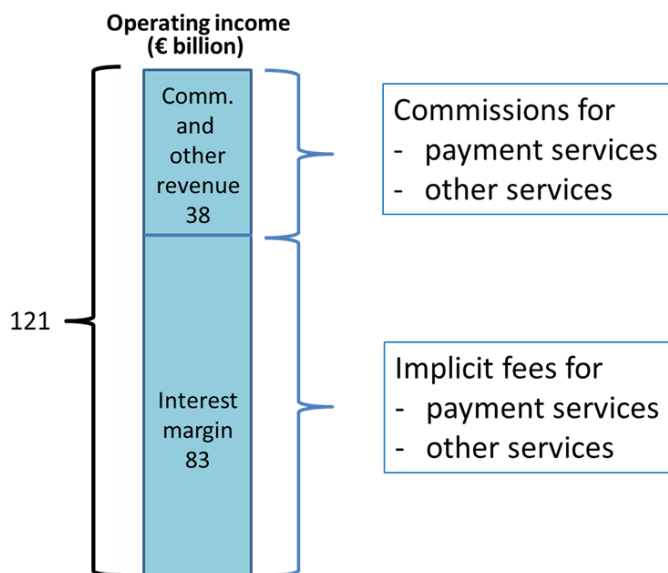 Operating income
(€ billion)
Comm.
and
other
revenue
38
Commissions for
- payment services
- other services
121
Interest
margin
83
Implicit fees for
- payment services
- other services